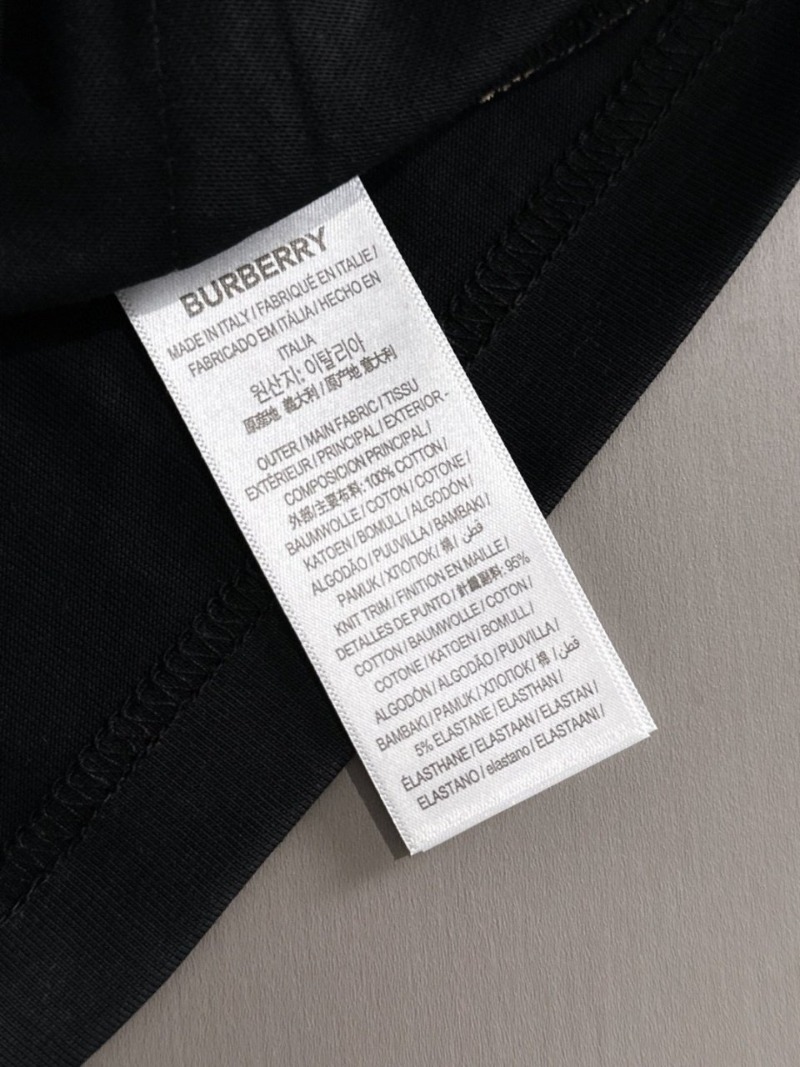 BURBERRY
MADE IN ITALY / FABRIQUÉ EN ITALIE /
FABRICADO EM ITÁLIA / HECHO EN
ITALIA
원산지: 이탈리아
原産地 義大利 / 原产地 意大利
OUTER / MAIN FABRIC / TISSU
EXTÉRIEUR / PRINCIPAL / EXTERIOR -
COMPOSICION PRINCIPAL /
外部/主要布料: 100% COTTON /
BAUMWOLLE / COTON / COTONE /
KATOEN / BOMULL / ALGODÓN /
ALGODÃO / PUUVILLA / BAMBAKI /
PAMUK / ХЛОПОК / 棉 / قطن
KNIT TRIM / FINITION EN MAILLE /
DETALLES DE PUNTO / 針織配料: 95%
COTTON / BAUMWOLLE / COTON /
COTONE / KATOEN / BOMULL /
ALGODÓN / ALGODÃO / PUUVILLA /
BAMBAKI / PAMUK / ХЛОПОК / 棉 / قطن
5% ELASTANE / ELASTHAN /
ÉLASTHANE / ELASTAAN / ELASTAN /
ELASTANO / elastano / ELASTAANI /